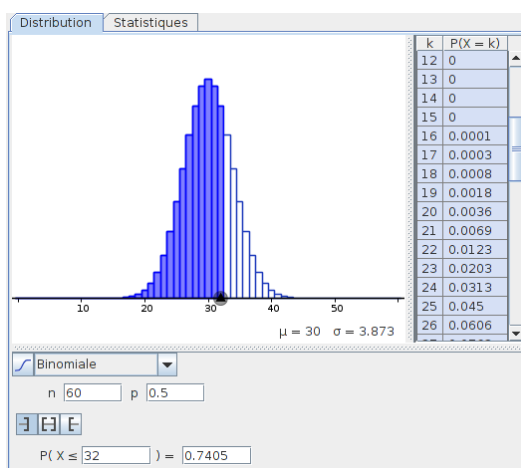 Distribution Statistiques
k P(X = k)
12 0
13 0
14 0
15 0
16 0.0001
17 0.0003
18 0.0008
19 0.0018
20 0.0036
21 0.0069
22 0.0123
23 0.0203
24 0.0313
25 0.045
26 0.0606
10 20 30 40 50
μ = 30 σ = 3.873
Binomiale
n 60 p 0.5
P( X ≤ 32 ) = 0.7405